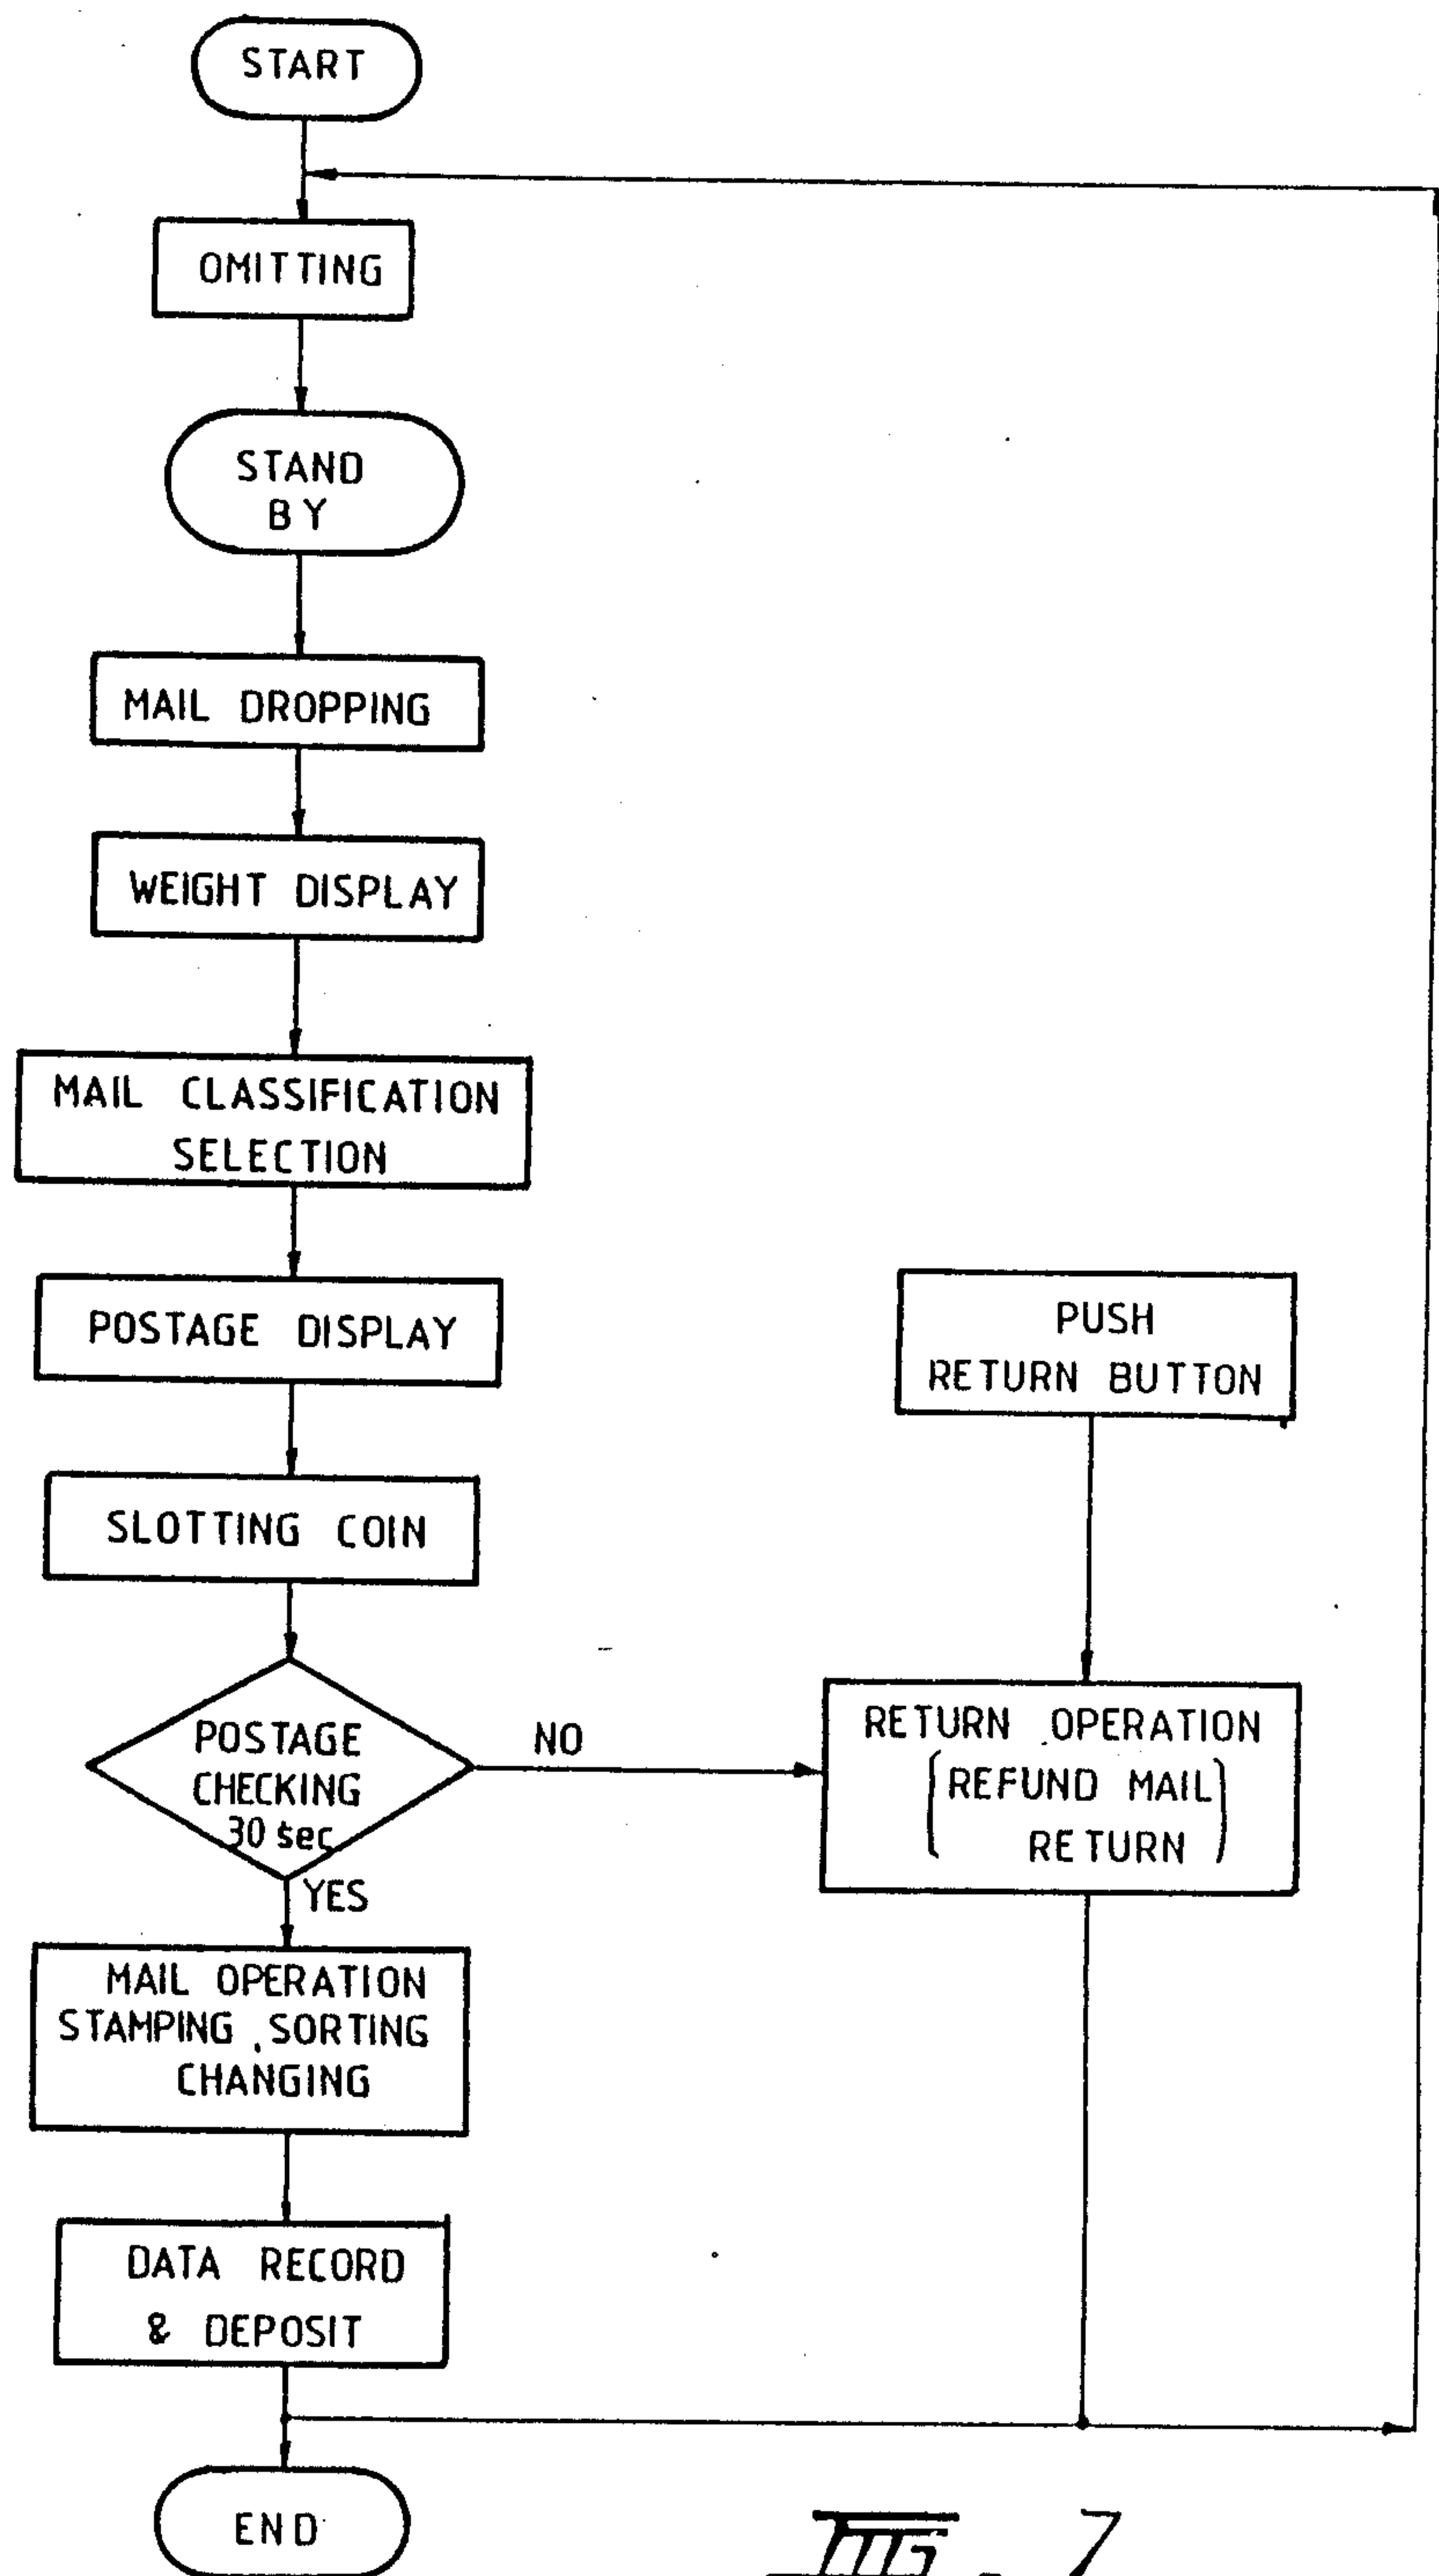 START
OMITTING
STAND
BY
MAIL DROPPING
WEIGHT DISPLAY
MAIL CLASSIFICATION
SELECTION
POSTAGE DISPLAY
PUSH
RETURN BUTTON
SLOTTING COIN
POSTAGE
CHECKING
30 sec
NO
YES
RETURN OPERATION
(REFUND MAIL
RETURN)
MAIL OPERATION
STAMPING, SORTING
CHANGING
DATA RECORD
& DEPOSIT
END
FIG. 7